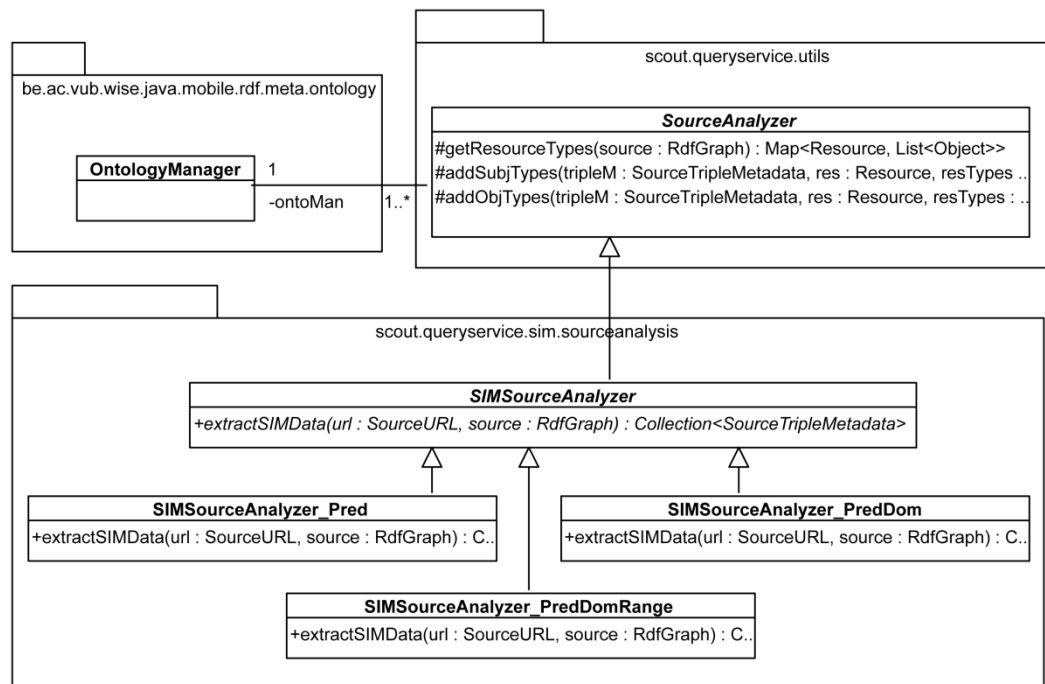 scout.queryservice.utils
be.ac.vub.wise.java.mobile.rdf.meta.ontology
SourceAnalyzer
#getResourceTypes(source : RdfGraph) : Map<Resource, List<Object>>
#addSubjTypes(tripleM : SourceTripleMetadata, res : Resource, resTypes ..
#addObjTypes(tripleM : SourceTripleMetadata, res : Resource, resTypes : ..
OntologyManager
1
-ontoMan
1..*
scout.queryservice.sim.sourceanalysis
SIMSourceAnalyzer
+extractSIMData(url : SourceURL, source : RdfGraph) : Collection<SourceTripleMetadata>
SIMSourceAnalyzer_Pred
+extractSIMData(url : SourceURL, source : RdfGraph) : C..
SIMSourceAnalyzer_PredDom
+extractSIMData(url : SourceURL, source : RdfGraph) : C..
SIMSourceAnalyzer_PredDomRange
+extractSIMData(url : SourceURL, source : RdfGraph) : C..